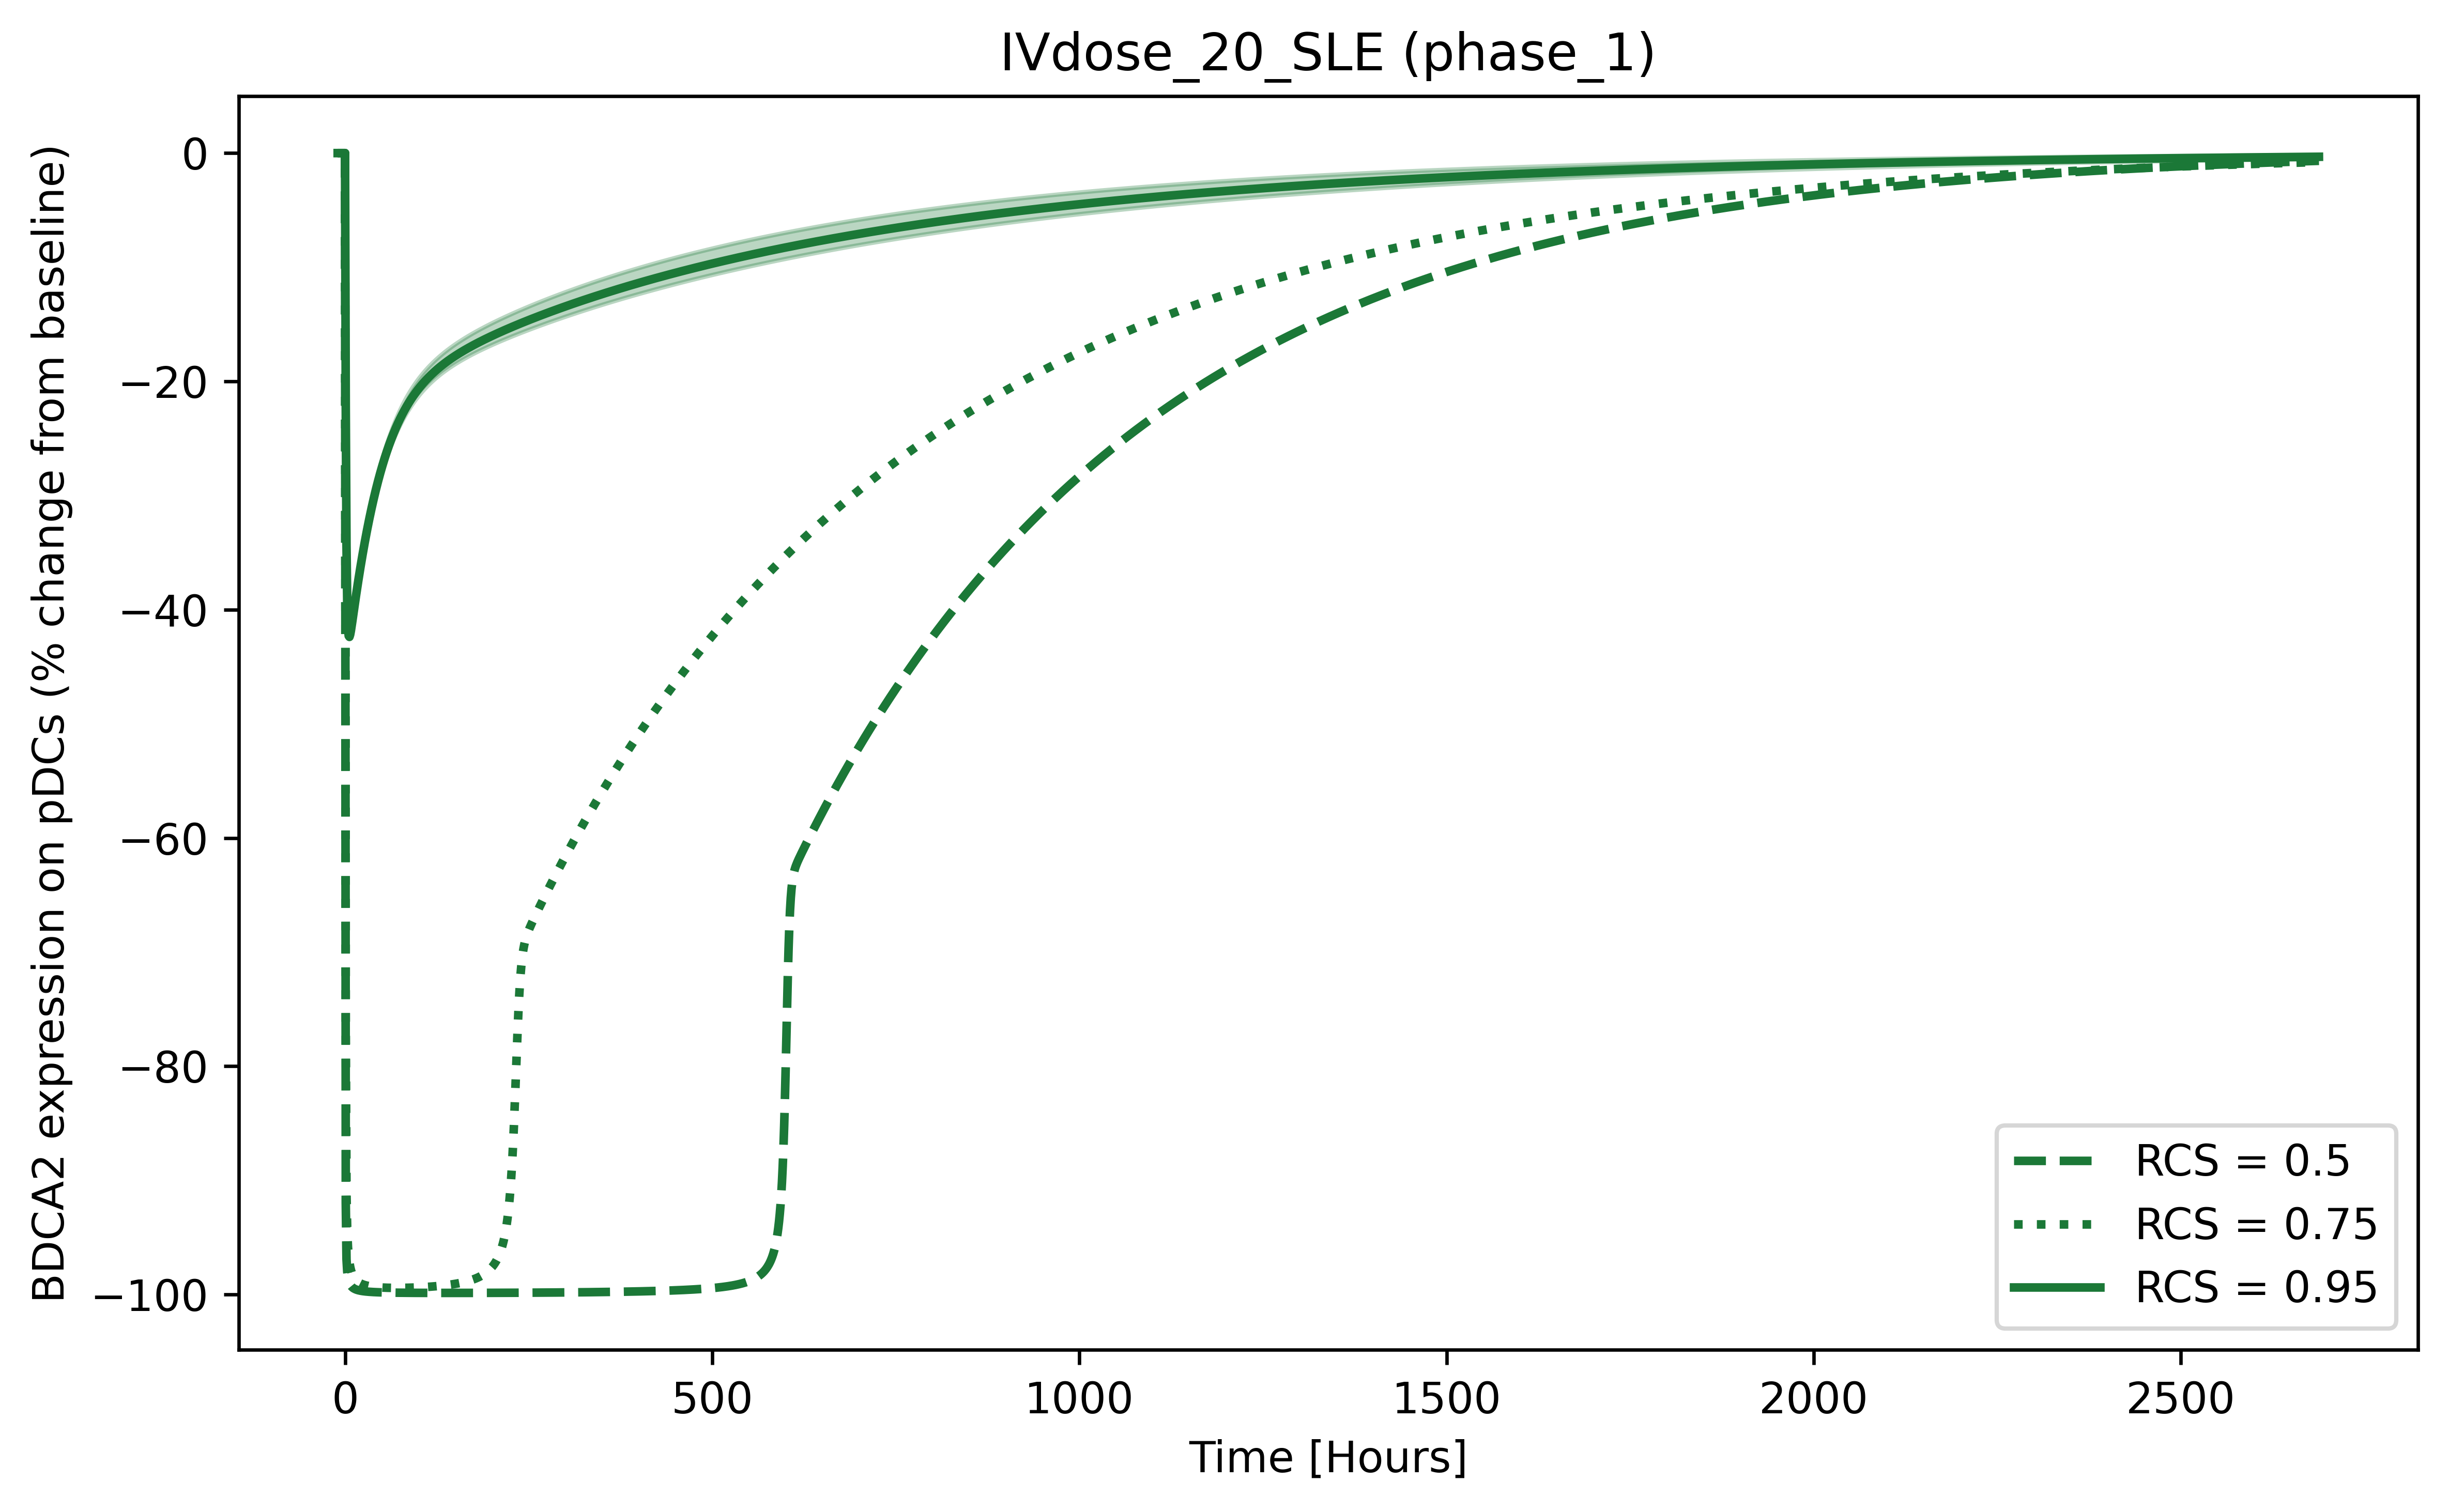 IVdose_20_SLE (phase_1)
BDCA2 expression on pDCs (% change from baseline)
0
−20
−40
−60
−80
−100
RCS = 0.5
RCS = 0.75
RCS = 0.95
0 500 1000 1500 2000 2500
Time [Hours]